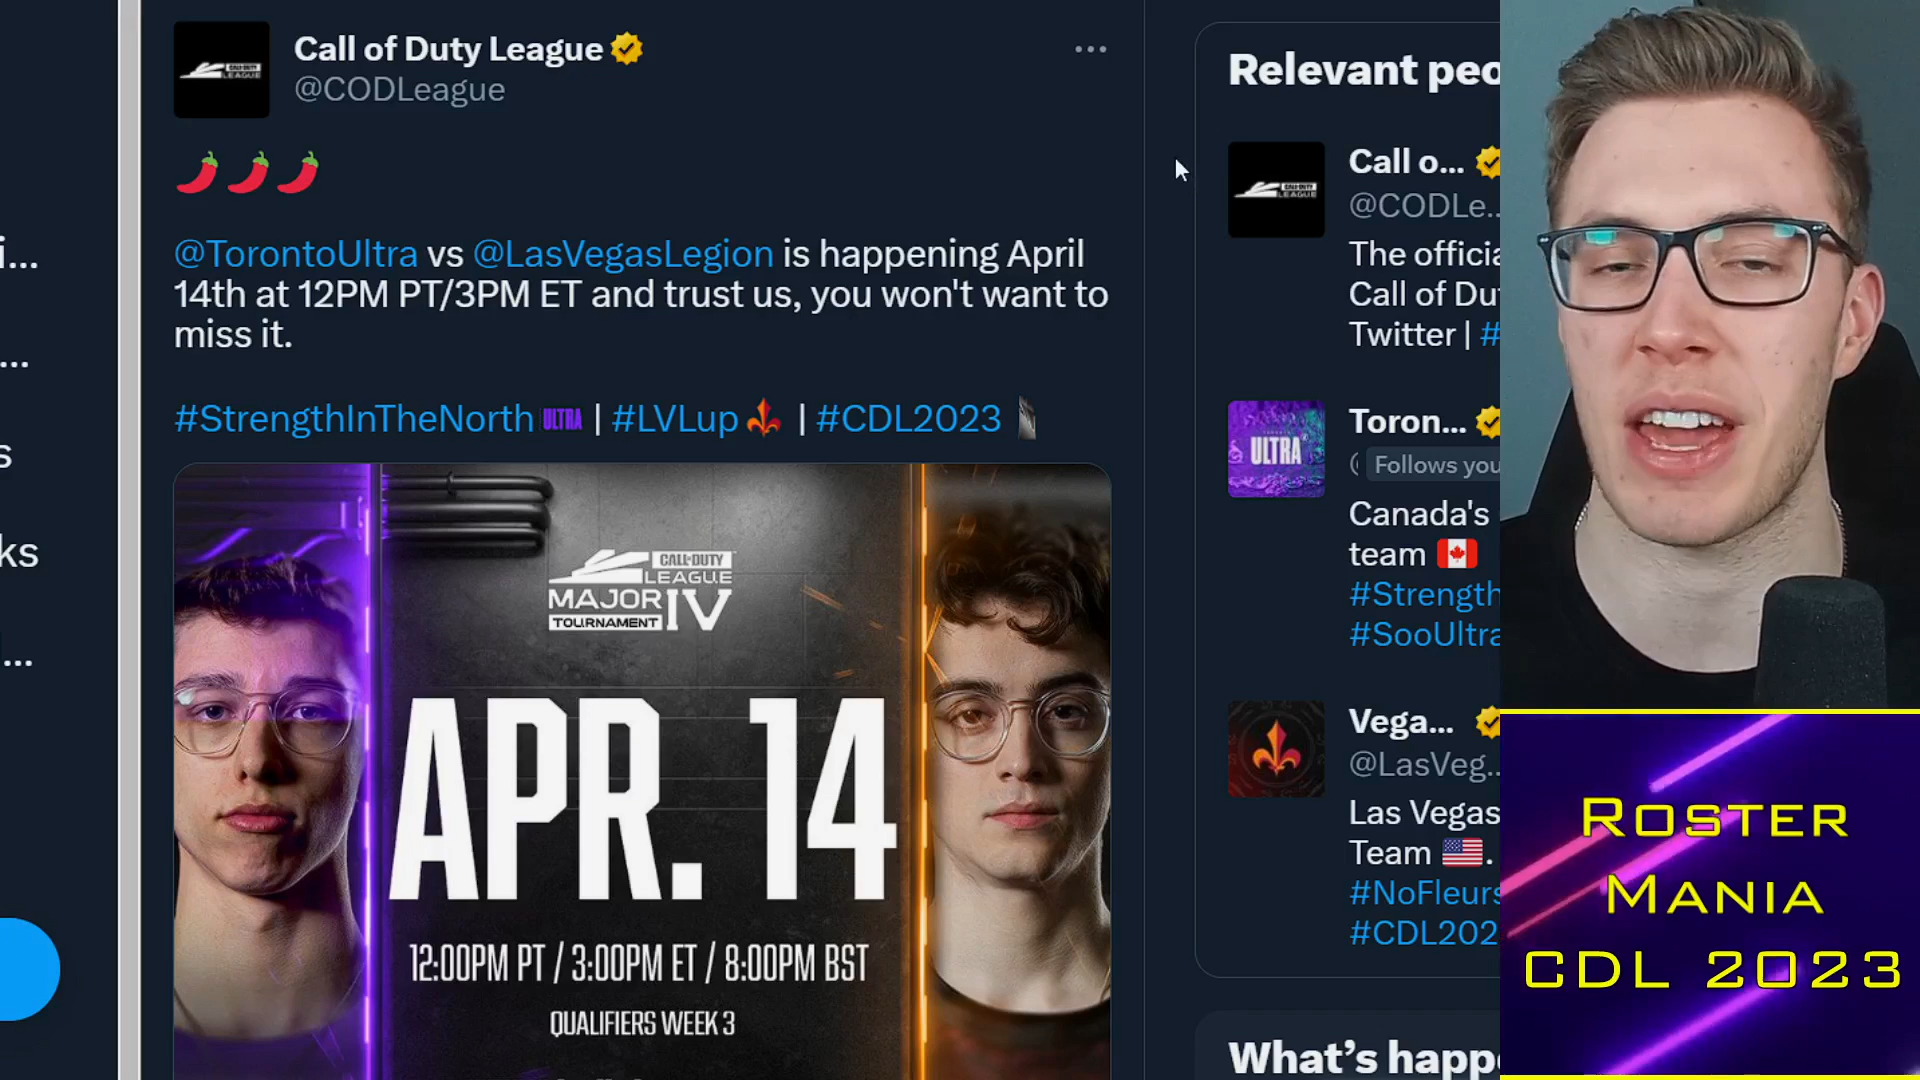 Call of Duty League
@CODLeague
@TorontoUltra vs @LasVegasLegion is happening April
14th at 12PM PT/3PM ET and trust us, you won't want to
miss it.
#StrengthInTheNorth ULTRA | #LVLup | #CDL2023
CALL OF DUTY
LEAGUE
MAJOR IV
TOURNAMENT
APR. 14
12:00PM PT / 3:00PM ET / 8:00PM BST
QUALIFIERS WEEK 3
i...
...
s
ks
...
Relevant peo
Call o...
@CODLe...
The officia
Call of Du
Twitter | #
Toron...
ULTRA
Follows you
Canada's
team
#Strength
#SooUltra
Vega...
@LasVeg...
Las Vegas
Team .
#NoFleurs
#CDL202
What's happe
ROSTER
MANIA
CDL 2023